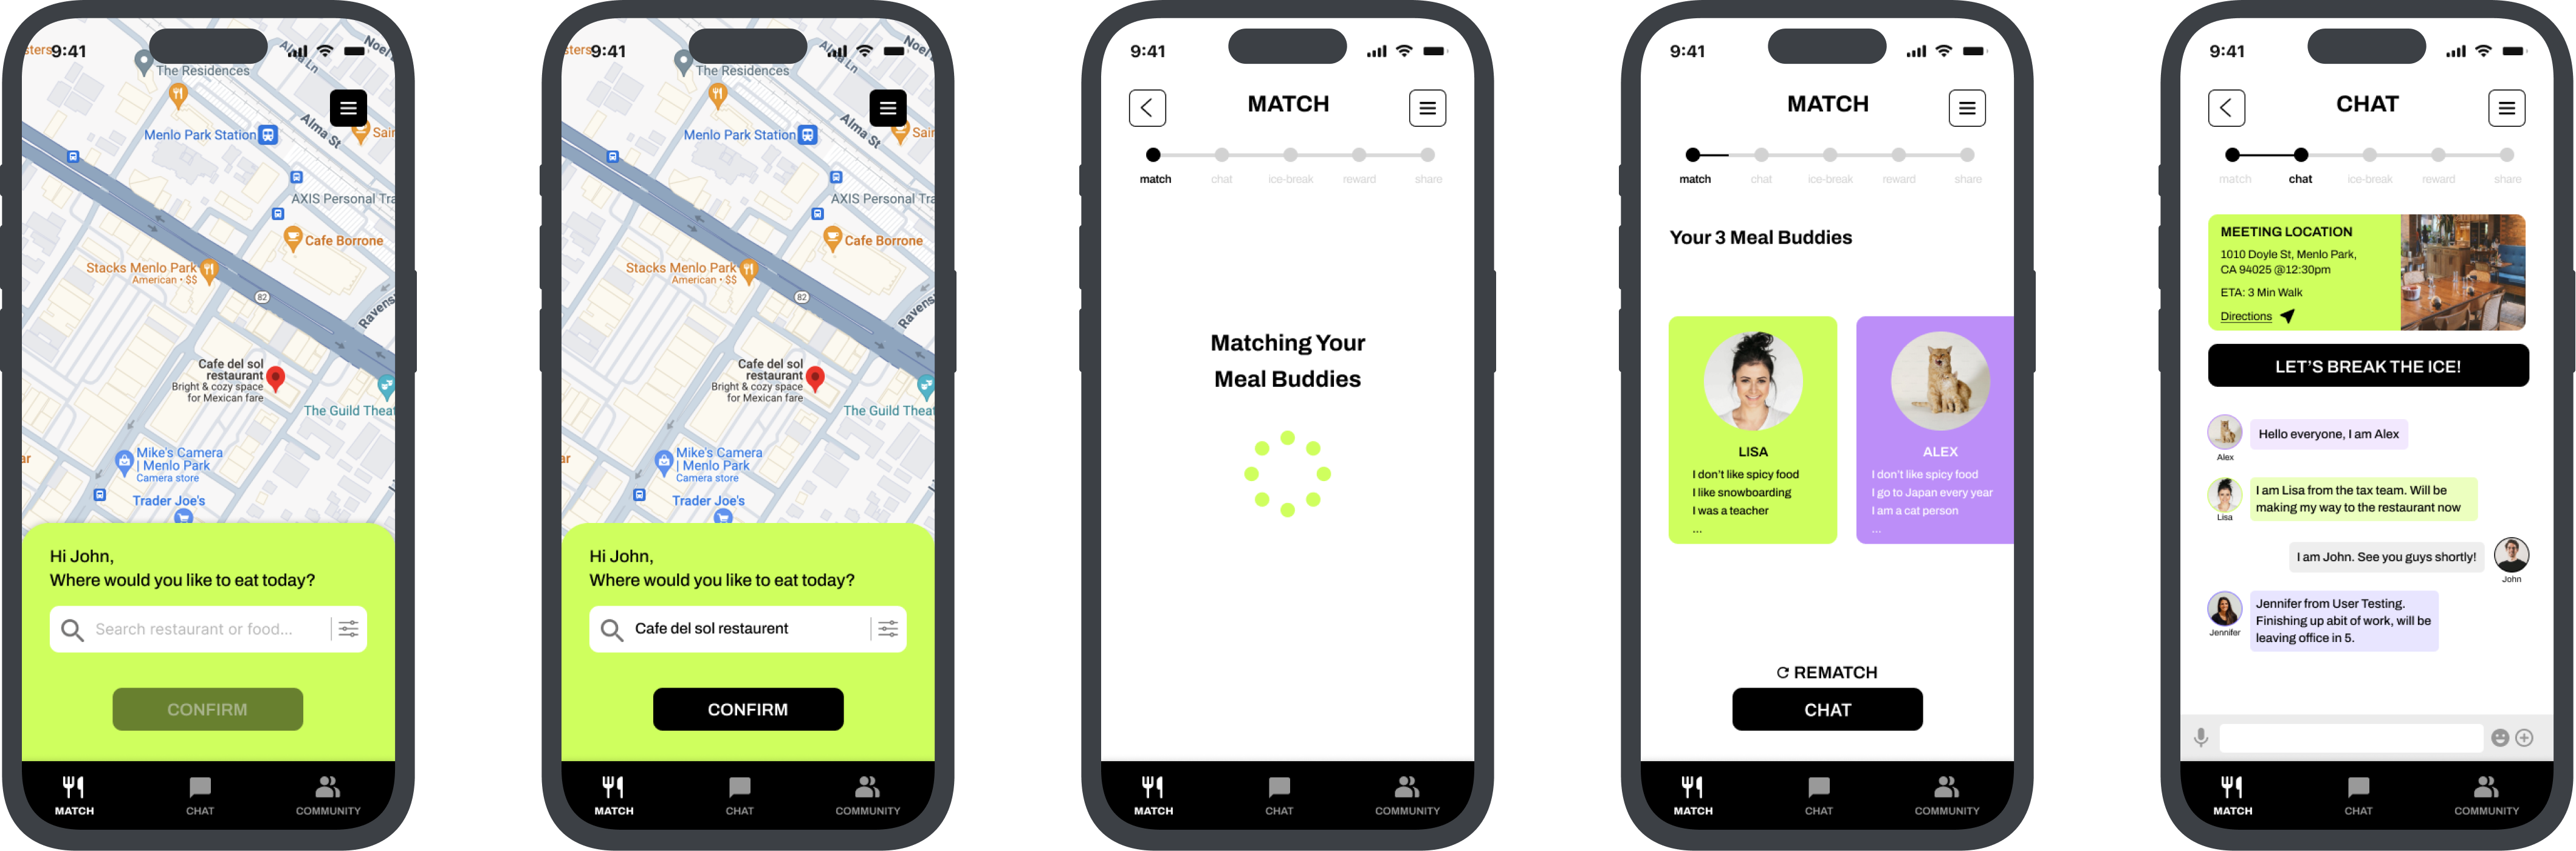 9:41
sters
Noel
Alma Ln
The Residences
Menlo Park Station
Alma St
AXIS Personal Tra
Cafe Borrone
Stacks Menlo Park
American · $$
82
Ravens
Cafe del sol
restaurant
Bright & cozy space
for Mexican fare
The Guild Theat
Mike's Camera
| Menlo Park
Camera store
ar
Trader Joe's
Hi John,
Where would you like to eat today?
Search restaurant or food...
CONFIRM
MATCH
CHAT
COMMUNITY
9:41
sters
Noel
Alma Ln
The Residences
Menlo Park Station
Alma St
AXIS Personal Tra
Cafe Borrone
Stacks Menlo Park
American · $$
82
Ravens
Cafe del sol
restaurant
Bright & cozy space
for Mexican fare
The Guild Theat
Mike's Camera
| Menlo Park
Camera store
ar
Trader Joe's
Hi John,
Where would you like to eat today?
Cafe del sol restaurent
CONFIRM
MATCH
CHAT
COMMUNITY
9:41
MATCH
match
chat
ice-break
reward
share
Matching Your
Meal Buddies
MATCH
CHAT
COMMUNITY
9:41
MATCH
match
chat
ice-break
reward
share
Your 3 Meal Buddies
LISA
I don't like spicy food
I like snowboarding
I was a teacher
...
ALEX
I don't like spicy food
I go to Japan every year
I am a cat person
...
REMATCH
CHAT
MATCH
CHAT
COMMUNITY
9:41
CHAT
match
chat
ice-break
reward
share
MEETING LOCATION
1010 Doyle St, Menlo Park,
CA 94025 @12:30pm
ETA: 3 Min Walk
Directions
LET'S BREAK THE ICE!
Hello everyone, I am Alex
Alex
I am Lisa from the tax team. Will be
making my way to the restaurant now
Lisa
I am John. See you guys shortly!
John
Jennifer from User Testing.
Finishing up abit of work, will be
leaving office in 5.
Jennifer
MATCH
CHAT
COMMUNITY